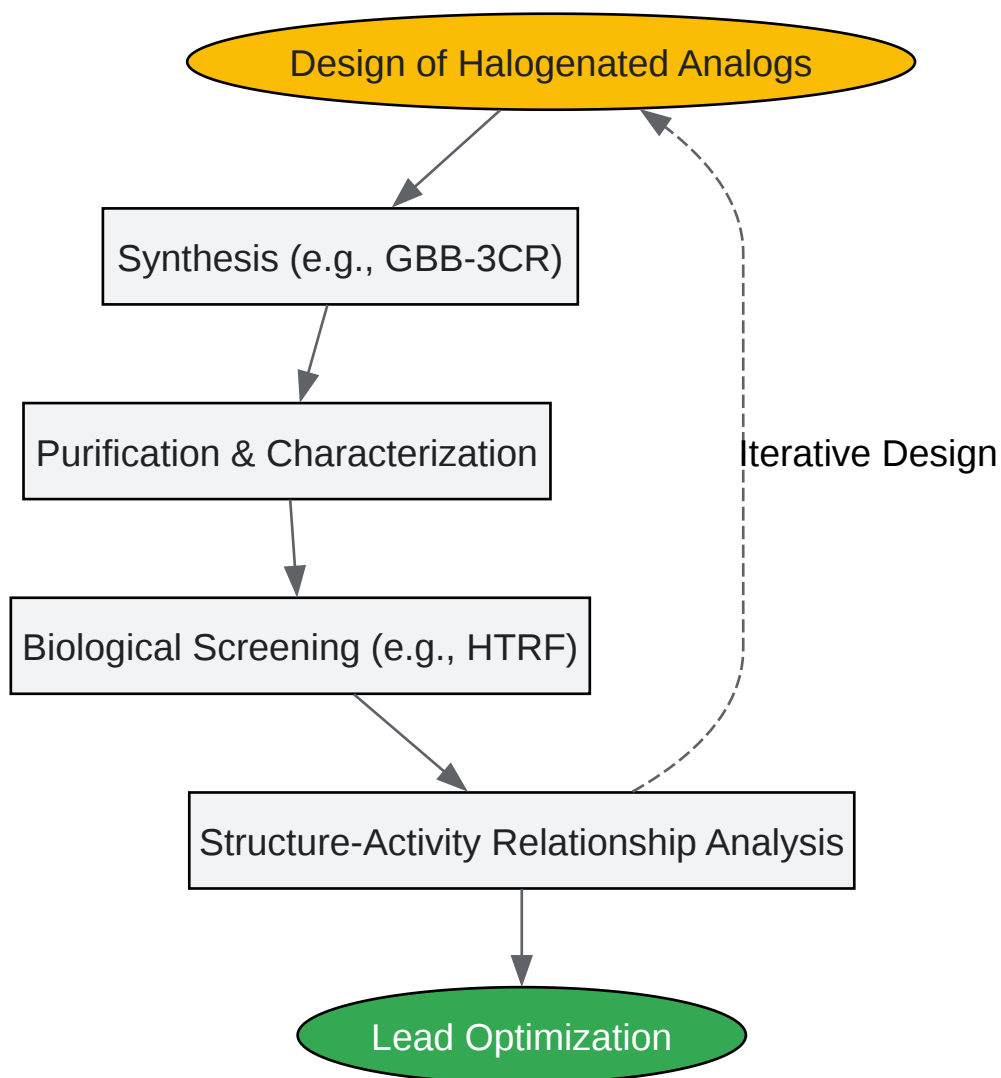 Design of Halogenated Analogs
Synthesis (e.g., GBB-3CR)
Purification & Characterization
Iterative Design
Biological Screening (e.g., HTRF)
Structure-Activity Relationship Analysis
Lead Optimization